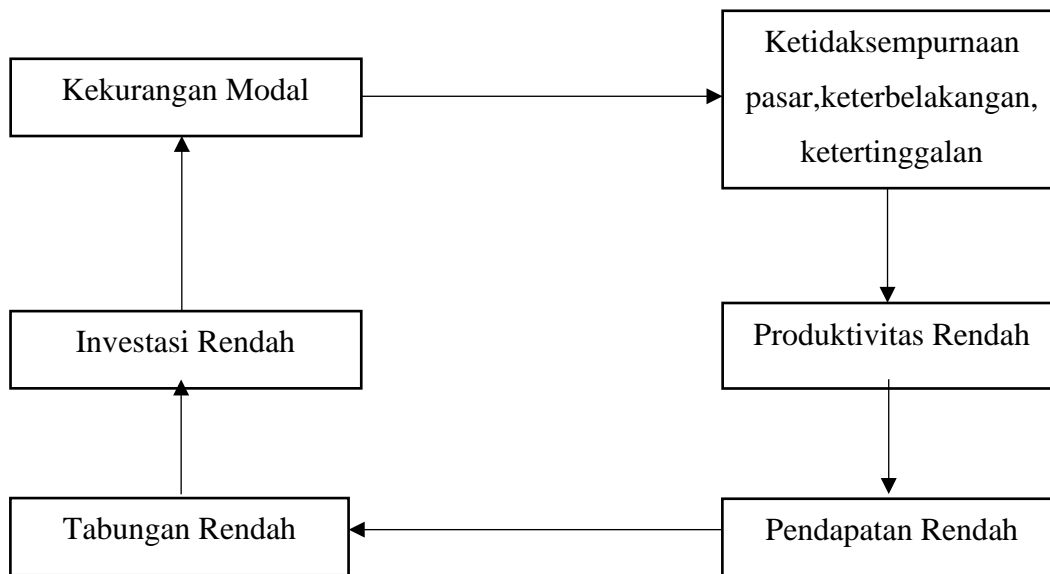 Kekurangan Modal
Ketidaksempurnaan
pasar,keterbelakangan,
ketertinggalan
Investasi Rendah
Produktivitas Rendah
Tabungan Rendah
Pendapatan Rendah